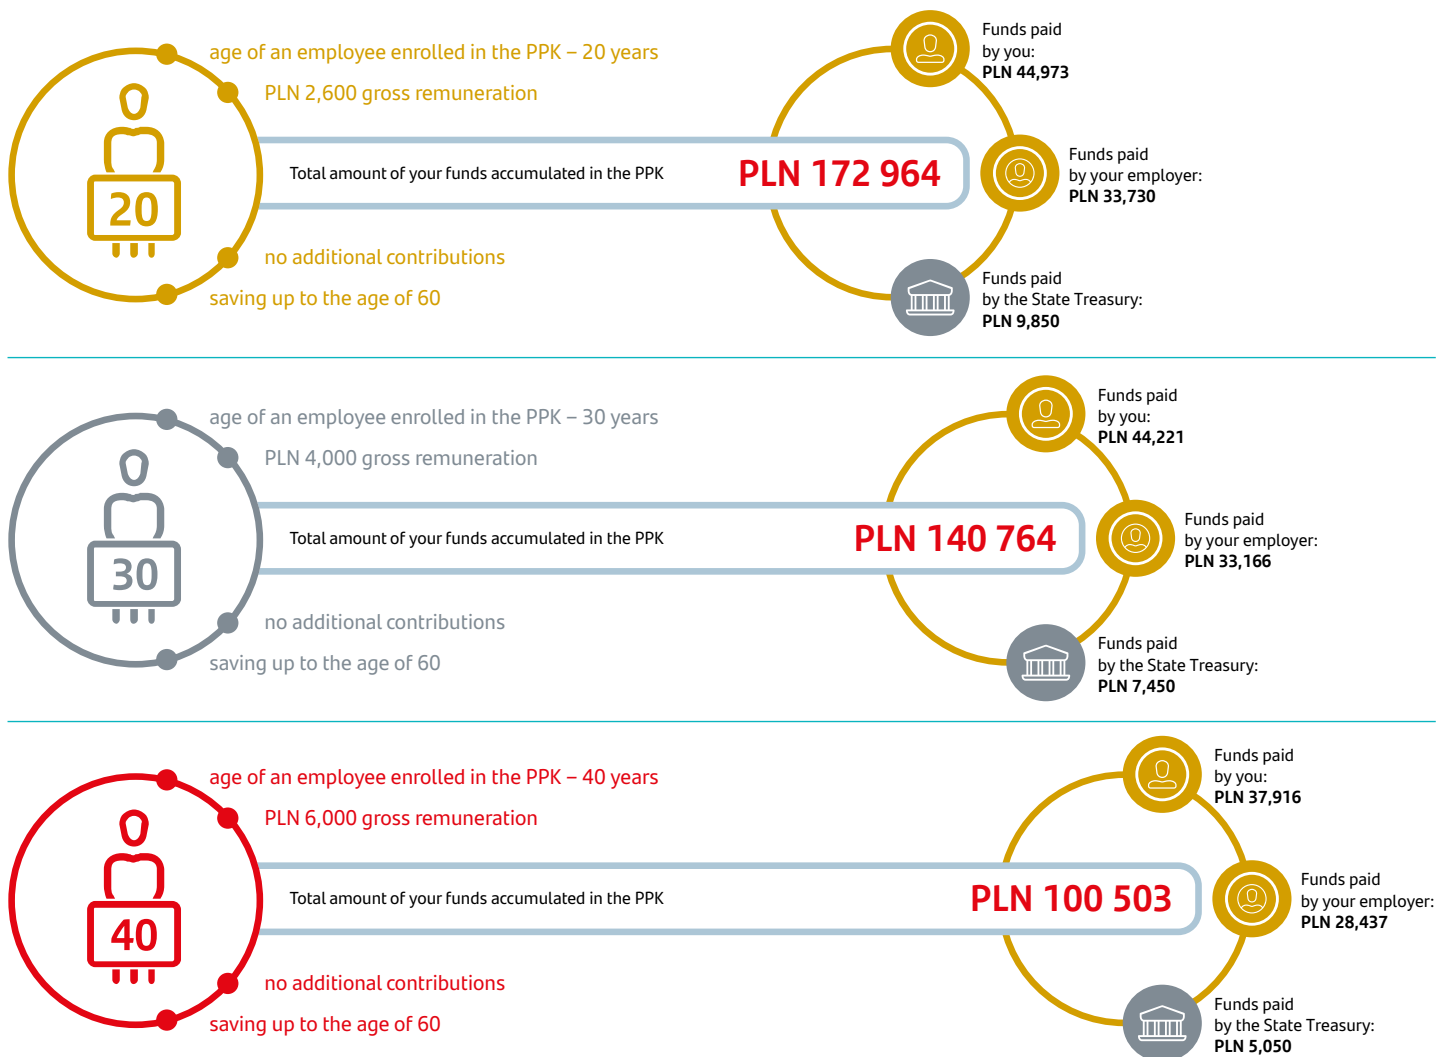 age of an employee enrolled in the PPK – 20 years
PLN 2,600 gross remuneration
20
Total amount of your funds accumulated in the PPK
PLN 172 964
no additional contributions
saving up to the age of 60
Funds paid
by you:
PLN 44,973
Funds paid
by your employer:
PLN 33,730
Funds paid
by the State Treasury:
PLN 9,850
age of an employee enrolled in the PPK – 30 years
PLN 4,000 gross remuneration
30
Total amount of your funds accumulated in the PPK
PLN 140 764
no additional contributions
saving up to the age of 60
Funds paid
by you:
PLN 44,221
Funds paid
by your employer:
PLN 33,166
Funds paid
by the State Treasury:
PLN 7,450
age of an employee enrolled in the PPK – 40 years
PLN 6,000 gross remuneration
40
Total amount of your funds accumulated in the PPK
PLN 100 503
no additional contributions
saving up to the age of 60
Funds paid
by you:
PLN 37,916
Funds paid
by your employer:
PLN 28,437
Funds paid
by the State Treasury:
PLN 5,050